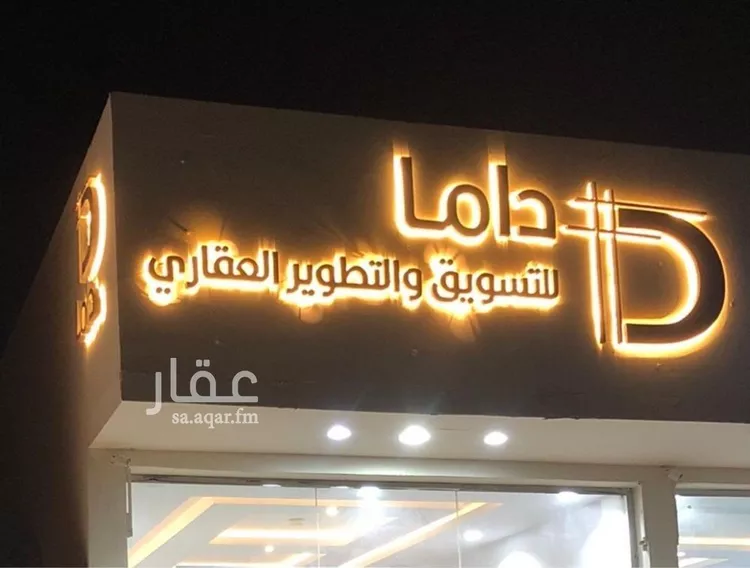 داما
للتسويق والتطوير العقاري
عقار
sa.aqar.fm